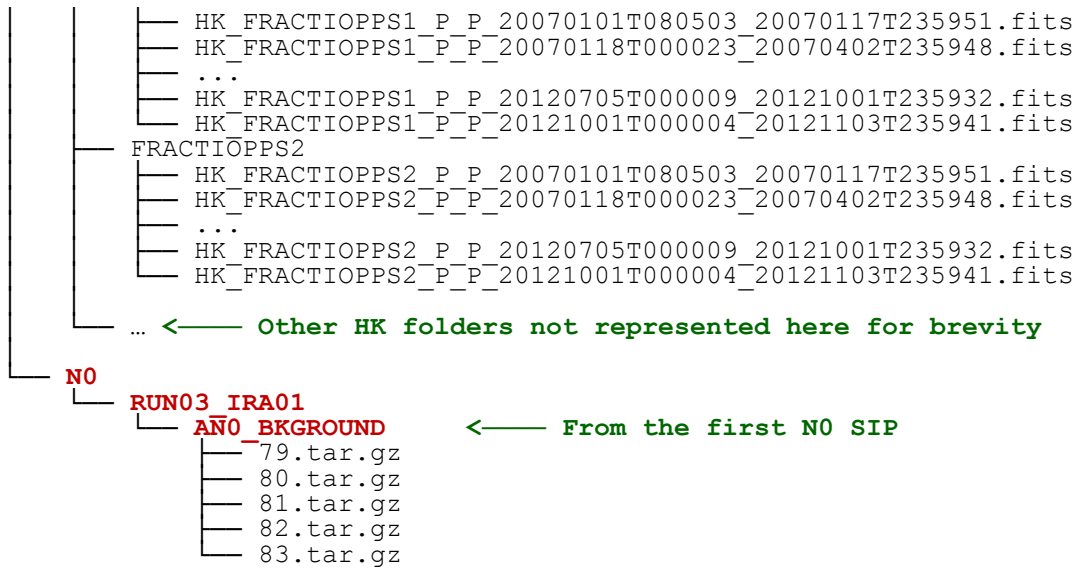 HK_FRACTIOPPS1_P_P_20070101T080503_20070117T235951.fits
HK_FRACTIOPPS1_P_P_20070118T000023_20070402T235948.fits
...
HK_FRACTIOPPS1_P_P_20120705T000009_20121001T235932.fits
HK_FRACTIOPPS1_P_P_20121001T000004_20121103T235941.fits
FRACTIOPPS2
HK_FRACTIOPPS2_P_P_20070101T080503_20070117T235951.fits
HK_FRACTIOPPS2_P_P_20070118T000023_20070402T235948.fits
...
HK_FRACTIOPPS2_P_P_20120705T000009_20121001T235932.fits
HK_FRACTIOPPS2_P_P_20121001T000004_20121103T235941.fits
… <─── Other HK folders not represented here for brevity
N0
RUN03_IRA01
AN0_BKGROUND <─── From the first N0 SIP
79.tar.gz
80.tar.gz
81.tar.gz
82.tar.gz
83.tar.gz